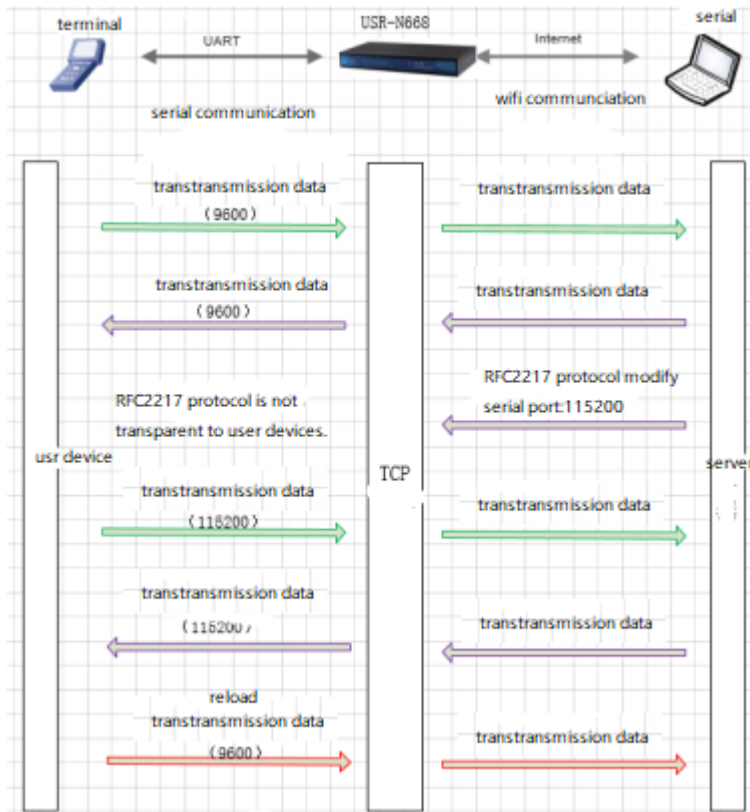 terminal
USR-N668
serial
UART
Internet
serial communication
wifi communciation
transtransmission data
(9600)
transtransmission data
transtransmission data
(9600)
transtransmission data
RFC2217 protocol is not
transparent to user devices.
RFC2217 protocol modify
serial port:115200
usr device
TCP
server
transtransmission data
(115200)
transtransmission data
transtransmission data
(115200)
transtransmission data
reload
transtransmission data
(9600)
transtransmission data